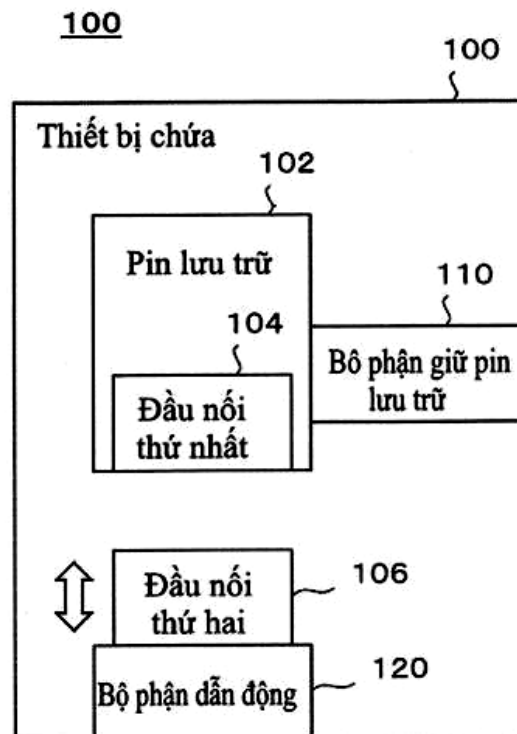 100
100
Thiết bị chứa
102
Pin lưu trữ
110
104
Bô phận giữ pin
lưu trữ
Đầu nối
thứ nhất
106
Đầu nối
thứ hai
120
Bộ phận dẫn động